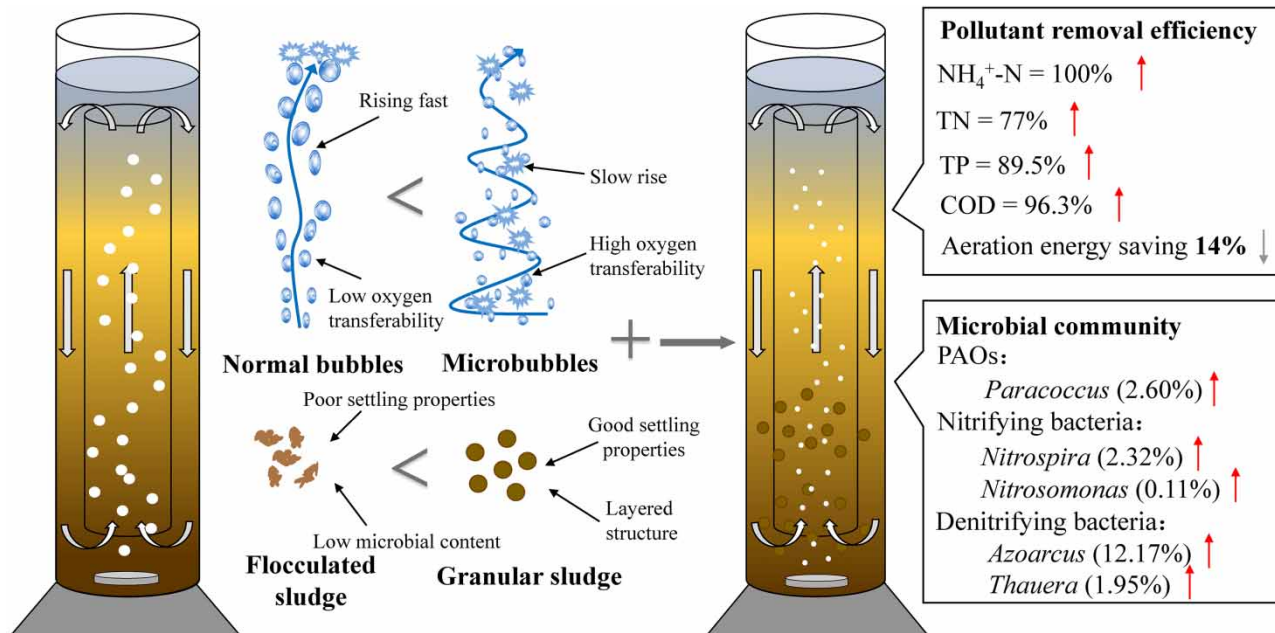 Rising fast
Low oxygen
transferability
Normal bubbles
Slow rise
High oxygen
transferability
Microbubbles
Poor settling properties
Low microbial content
Flocculated
sludge
Good settling
properties
Layered
structure
Granular sludge
Pollutant removal efficiency
NH₄⁺-N = 100%
TN = 77%
TP = 89.5%
COD = 96.3%
Aeration energy saving 14%
Microbial community
PAOs:
Paracoccus (2.60%)
Nitrifying bacteria:
Nitrospira (2.32%)
Nitrosomonas (0.11%)
Denitrifying bacteria:
Azoarcus (12.17%)
Thauera (1.95%)